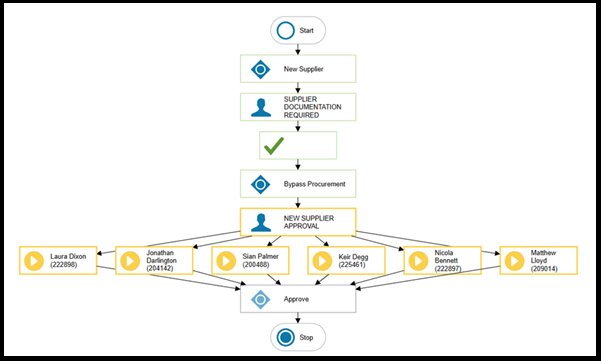 Start
New Supplier
SUPPLIER
DOCUMENTATION
REQUIRED
Bypass Procurement
NEW SUPPLIER
APPROVAL
Laura Dixon
(222898)
Jonathan
Darlington
(204142)
Sian Palmer
(200488)
Keir Degg
(225461)
Nicola
Bennett
(222897)
Matthew
Lloyd
(209014)
Approve
Stop